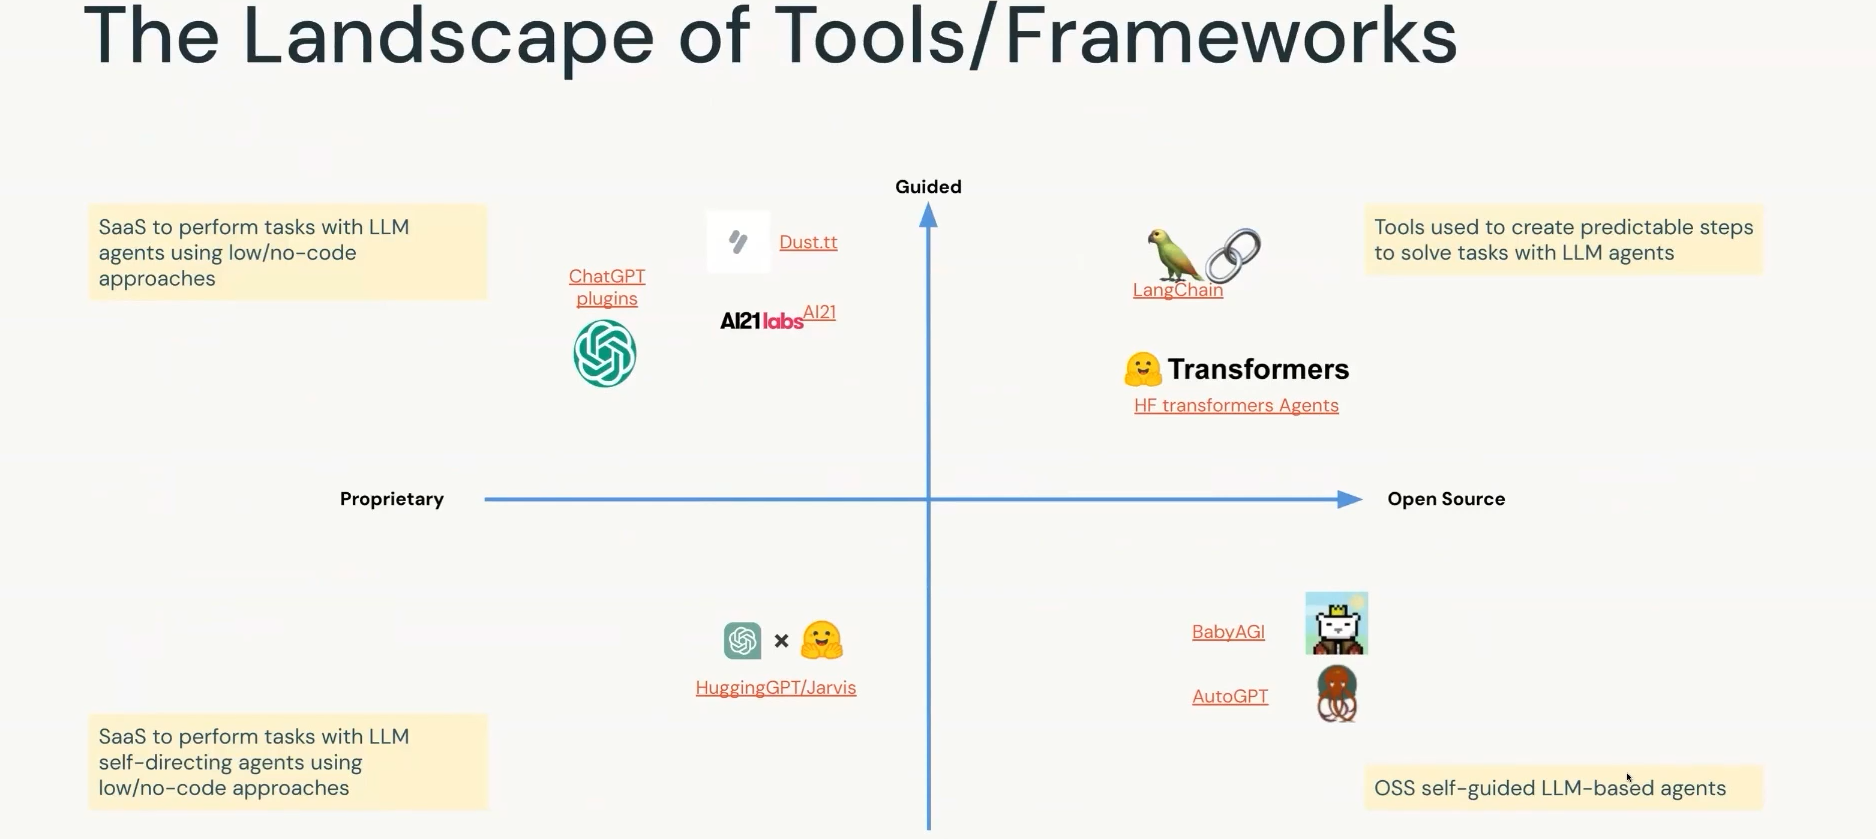 The Landscape of Tools/Frameworks
Guided
SaaS to perform tasks with LLM
agents using low/no-code
approaches
Dust.tt
ChatGPT
plugins
AI21labs
AI21
LangChain
Tools used to create predictable steps
to solve tasks with LLM agents
Transformers
HF transformers Agents
Proprietary
Open Source
HuggingGPT/Jarvis
BabyAGI
AutoGPT
SaaS to perform tasks with LLM
self-directing agents using
low/no-code approaches
OSS self-guided LLM-based agents